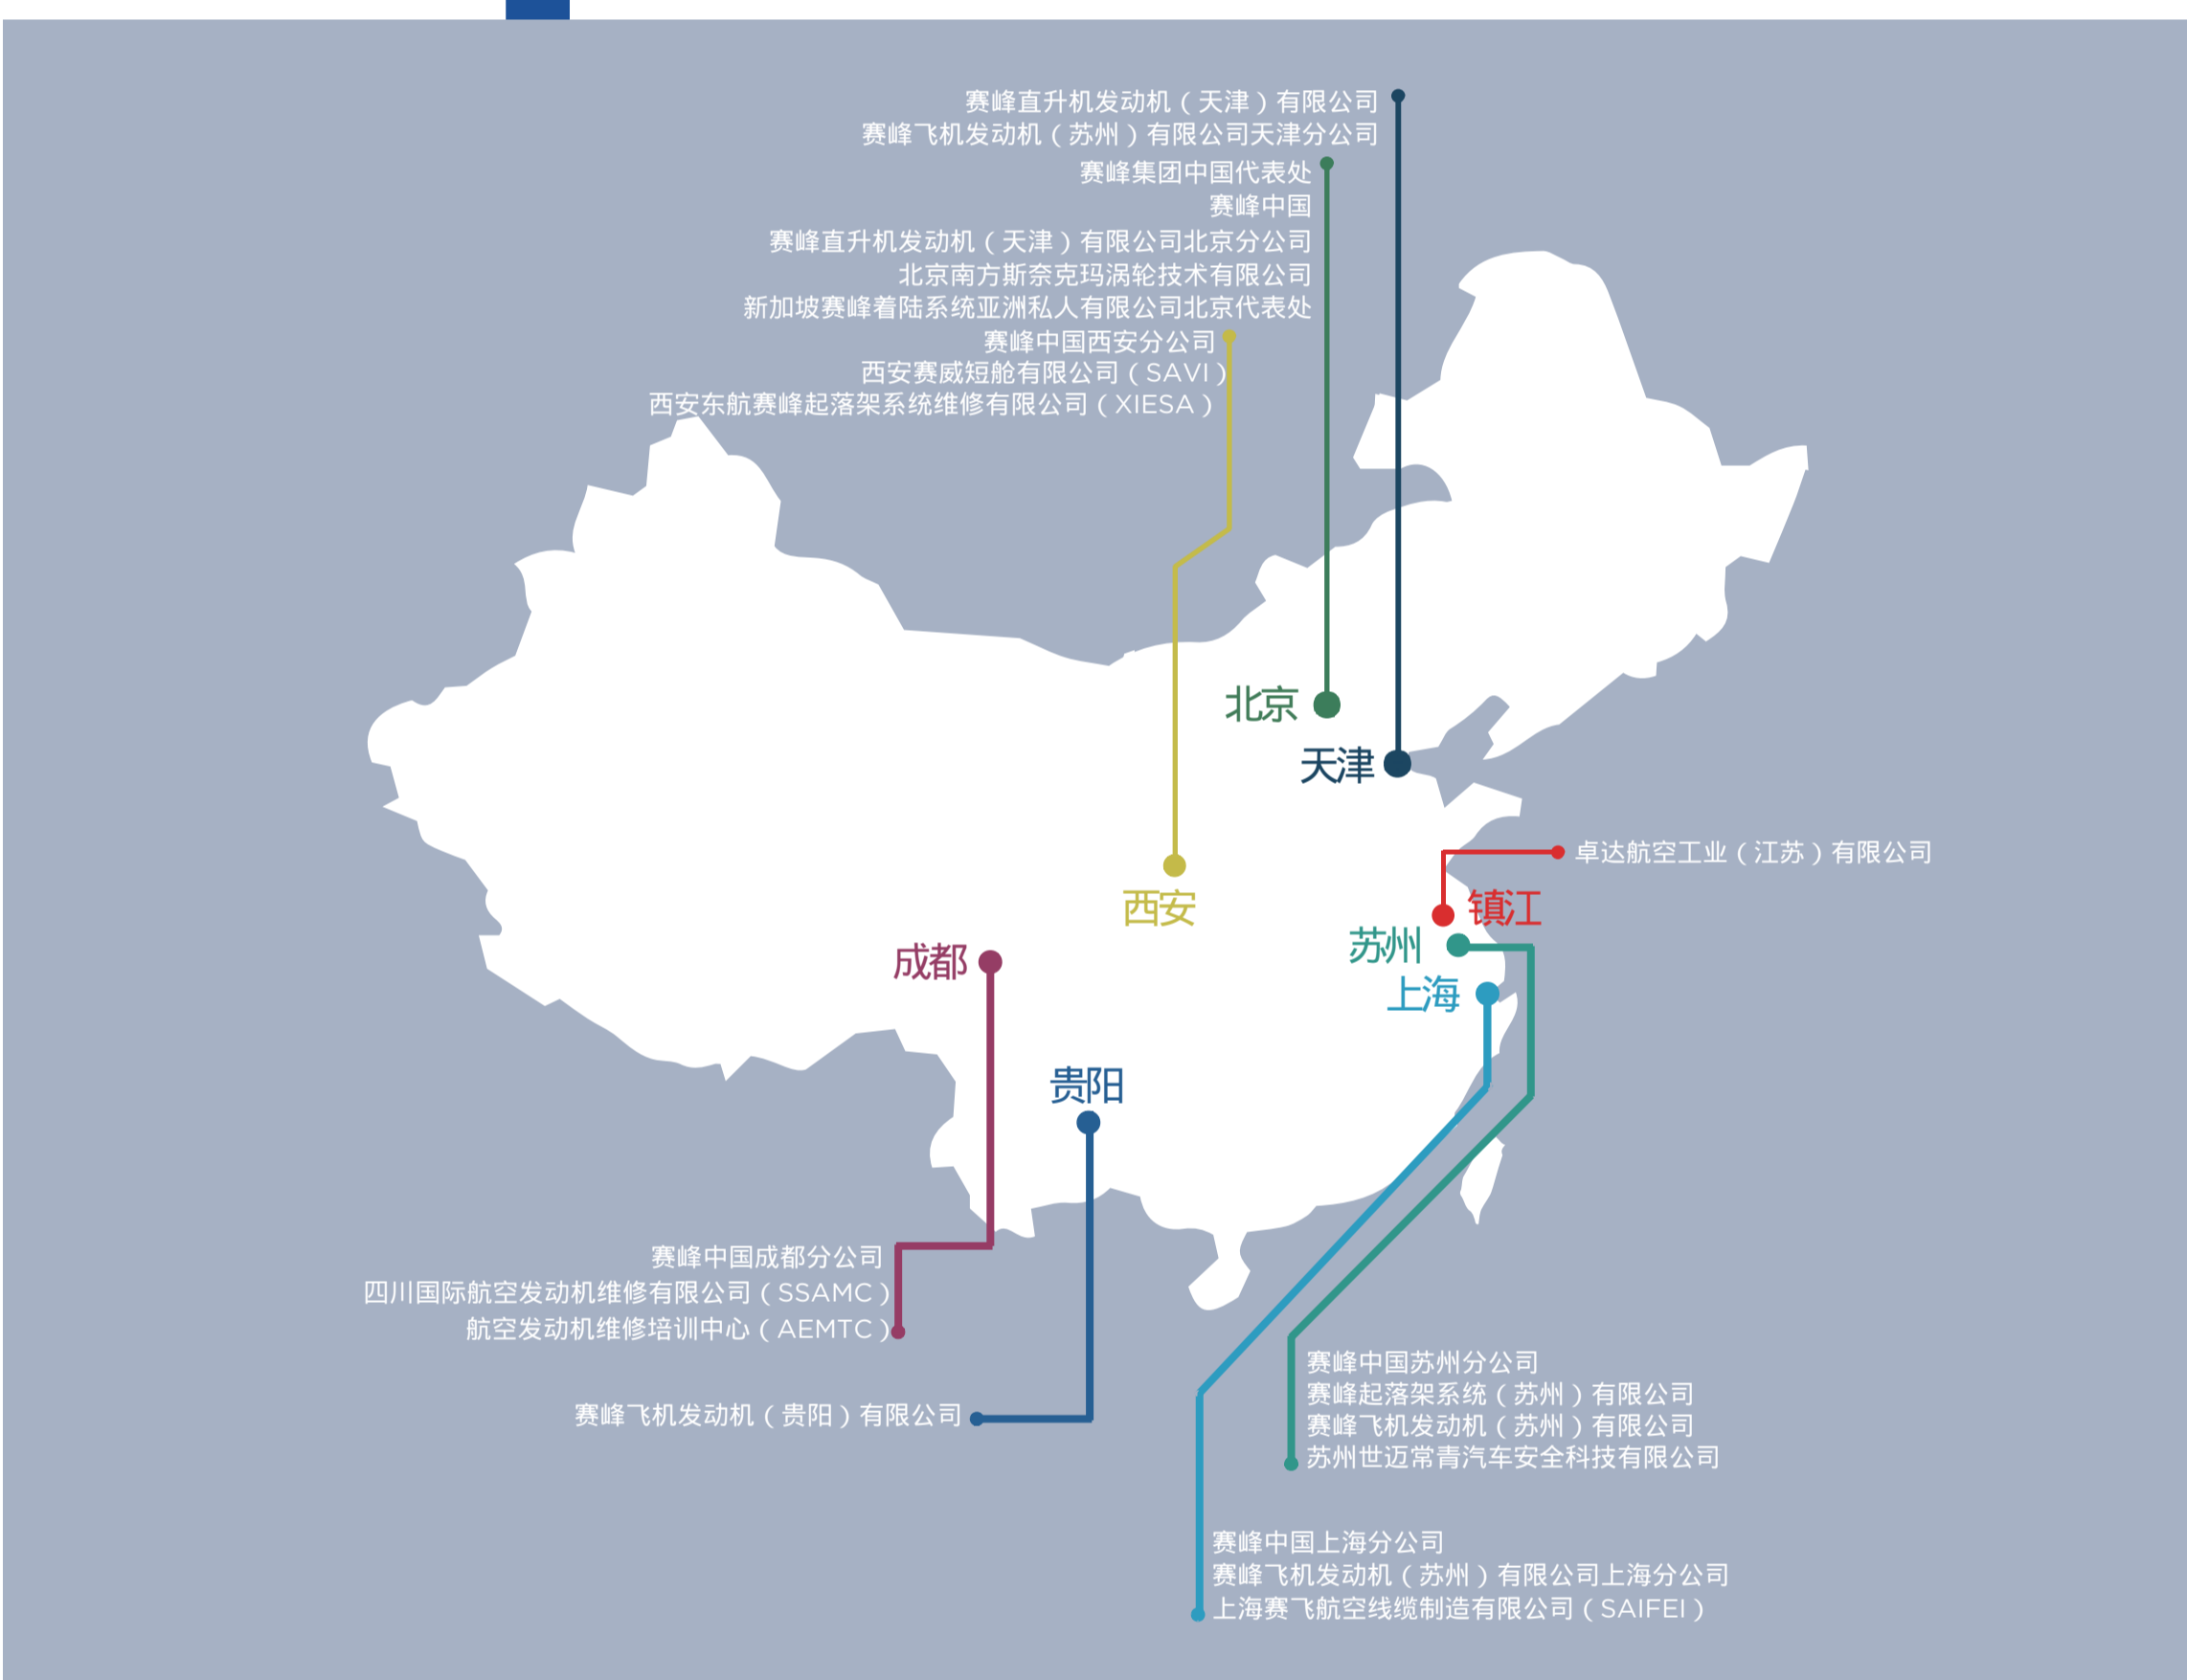 赛峰直升机发动机（天津）有限公司
赛峰飞机发动机（苏州）有限公司天津分公司
赛峰集团中国代表处
赛峰中国
赛峰直升机发动机（天津）有限公司北京分公司
北京南方斯奈克玛涡轮技术有限公司
新加坡赛峰着陆系统亚洲私人有限公司北京代表处
赛峰中国西安分公司
西安赛威短舱有限公司（SAVI）
西安东航赛峰起落架系统维修有限公司（XIESA）
北京
天津
卓达航空工业（江苏）有限公司
西安
镇江
苏州
成都
上海
贵阳
赛峰中国成都分公司
四川国际航空发动机维修有限公司（SSAMC）
航空发动机维修培训中心（AEMTC）
赛峰飞机发动机（贵阳）有限公司
赛峰中国苏州分公司
赛峰起落架系统（苏州）有限公司
赛峰飞机发动机（苏州）有限公司
苏州世迈常青汽车安全科技有限公司
赛峰中国上海分公司
赛峰飞机发动机（苏州）有限公司上海分公司
上海赛飞航空线缆制造有限公司（SAIFEI）